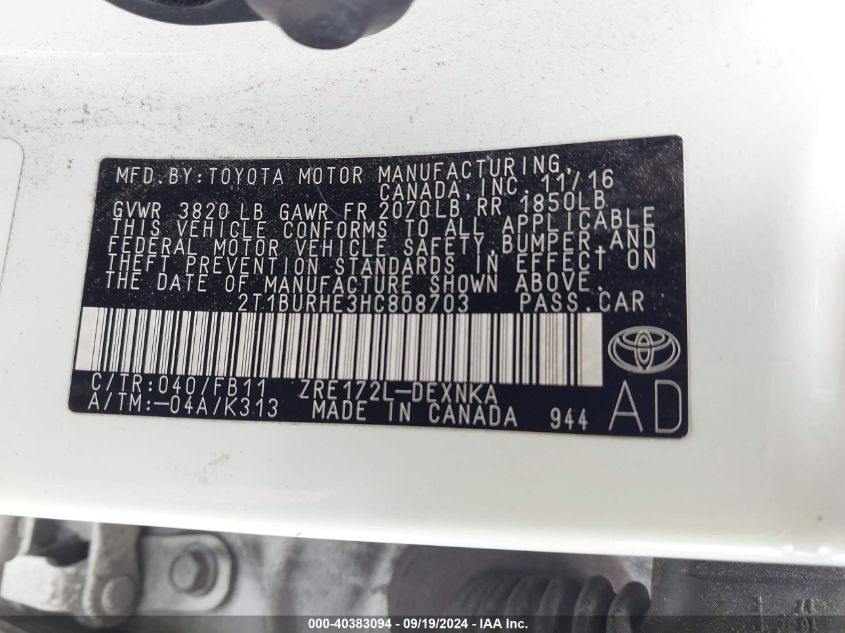 MFD.BY:TOYOTA MOTOR MANUFACTURING,
CANADA,INC. 11/16
GVWR 3820 LB GAWR FR 2070LB RR 1850LB
THIS VEHICLE CONFORMS TO ALL APPLICABLE
FEDERAL MOTOR VEHICLE SAFETY,BUMPER,AND
THEFT PREVENTION STANDARDS IN EFFECT ON
THE DATE OF MANUFACTURE SHOWN ABOVE.
2T1BURHE3HC808703 PASS.CAR
C/TR:040/FB11 ZRE172L-DEXNKA
A/TM:-04A/K313 MADE IN CANADA 944 AD
000-40383094 - 09/19/2024 - IAA Inc.